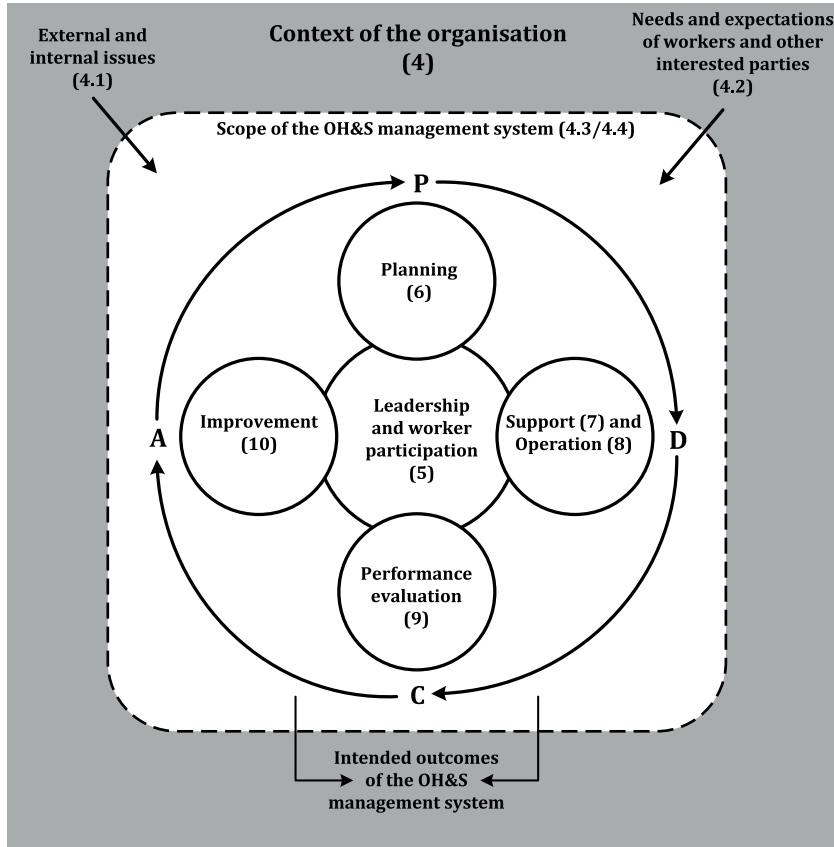 External and
internal issues
(4.1)
Context of the organisation
(4)
Needs and expectations
of workers and other
interested parties
(4.2)
Scope of the OH&S management system (4.3/4.4)
P
Planning
(6)
A
Improvement
(10)
Leadership
and worker
participation
(5)
Support (7) and
Operation (8)
D
Performance
evaluation
(9)
C
Intended outcomes
of the OH&S
management system